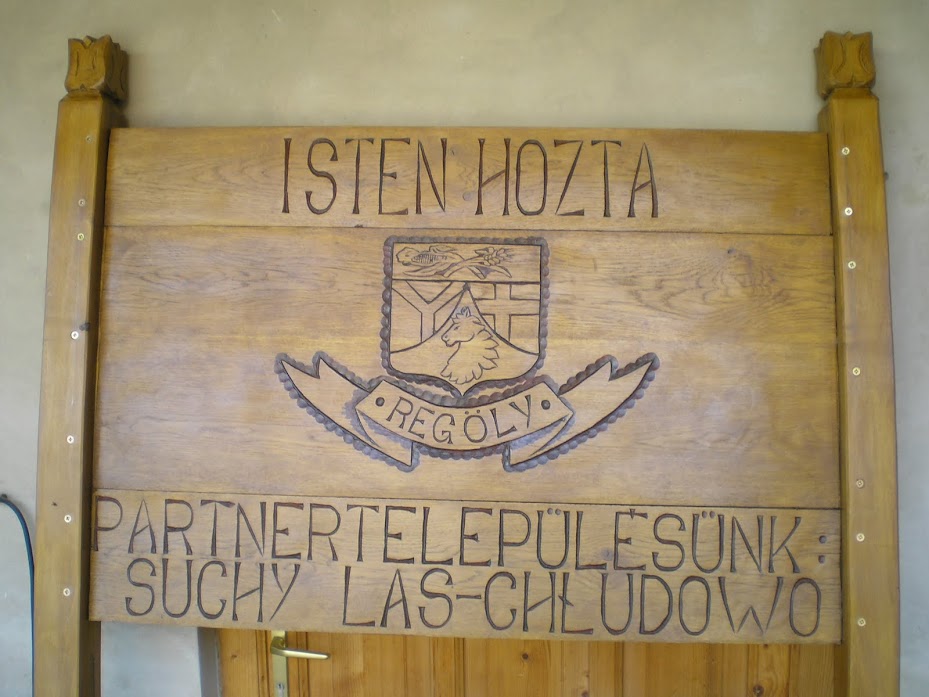 ISTEN HOZTA
• REGÖLY •
PARTNERTELEPÜLÉSÜNK:
SUCHY LAS-CHŁUDOWO